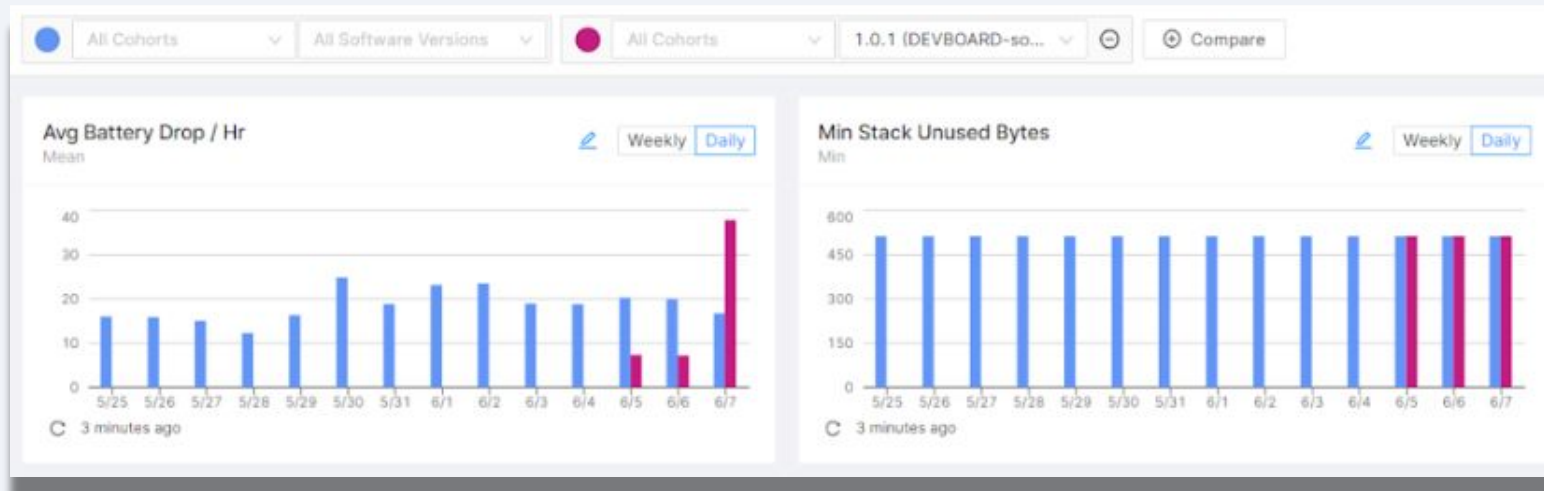 All Cohorts All Software Versions All Cohorts 1.0.1 (DEVBOARD-so... Compare
Avg Battery Drop / Hr
Mean
Weekly Daily
40
30
20
10
0
5/25 5/26 5/27 5/28 5/29 5/30 5/31 6/1 6/2 6/3 6/4 6/5 6/6 6/7
3 minutes ago
Min Stack Unused Bytes
Min
Weekly Daily
600
450
300
150
0
5/25 5/26 5/27 5/28 5/29 5/30 5/31 6/1 6/2 6/3 6/4 6/5 6/6 6/7
3 minutes ago